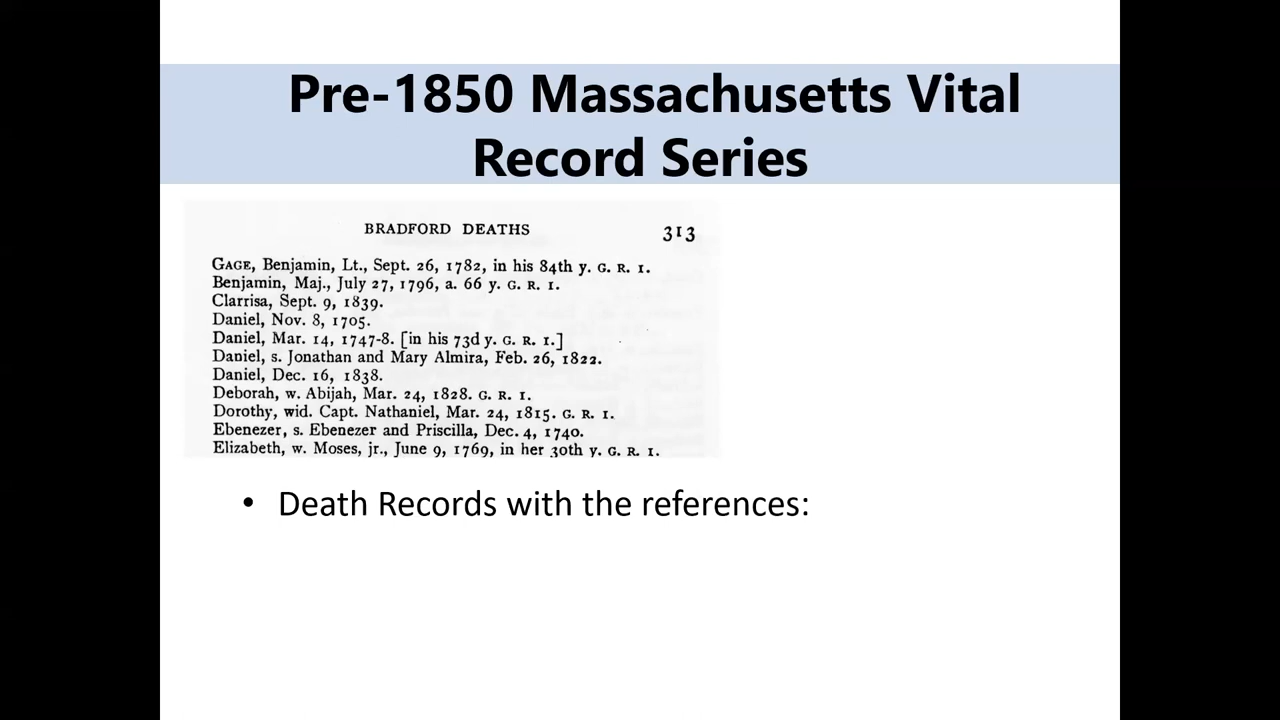 Pre-1850 Massachusetts Vital
Record Series
BRADFORD DEATHS 313
GAGE, Benjamin, Lt., Sept. 26, 1782, in his 84th y. G. R. I.
Benjamin, Maj., July 27, 1796, a. 66 y. G. R. I.
Clarrisa, Sept. 9, 1839.
Daniel, Nov. 8, 1705.
Daniel, Mar. 14, 1747-8. [in his 73d y. G. R. I.]
Daniel, s. Jonathan and Mary Almira, Feb. 26, 1822.
Daniel, Dec. 16, 1838.
Deborah, w. Abijah, Mar. 24, 1828. G. R. I.
Dorothy, wid. Capt. Nathaniel, Mar. 24, 1815. G. R. I.
Ebenezer, s. Ebenezer and Priscilla, Dec. 4, 1740.
Elizabeth, w. Moses, jr., June 9, 1769, in her 30th y. G. R. I.
• Death Records with the references: